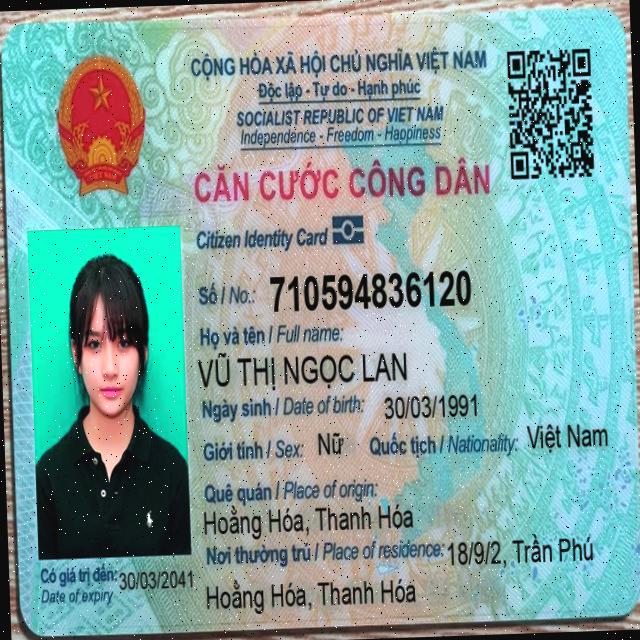 CỘNG HÒA XÃ HỘI CHỦ NGHĨA VIỆT NAM
Độc lập - Tự do - Hạnh phúc
SOCIALIST REPUBLIC OF VIET NAM
Independence - Freedom - Happiness
CĂN CƯỚC CÔNG DÂN
Citizen Identity Card
Số / No.: 710594836120
Họ và tên / Full name:
VŨ THỊ NGỌC LAN
Ngày sinh / Date of birth: 30/03/1991
Giới tính / Sex: Nữ Quốc tịch / Nationality: Việt Nam
Quê quán / Place of origin:
Hoằng Hóa, Thanh Hóa
Nơi thường trú / Place of residence: 18/9/2, Trần Phú
Hoằng Hóa, Thanh Hóa
Có giá trị đến: 30/03/2041
Date of expiry